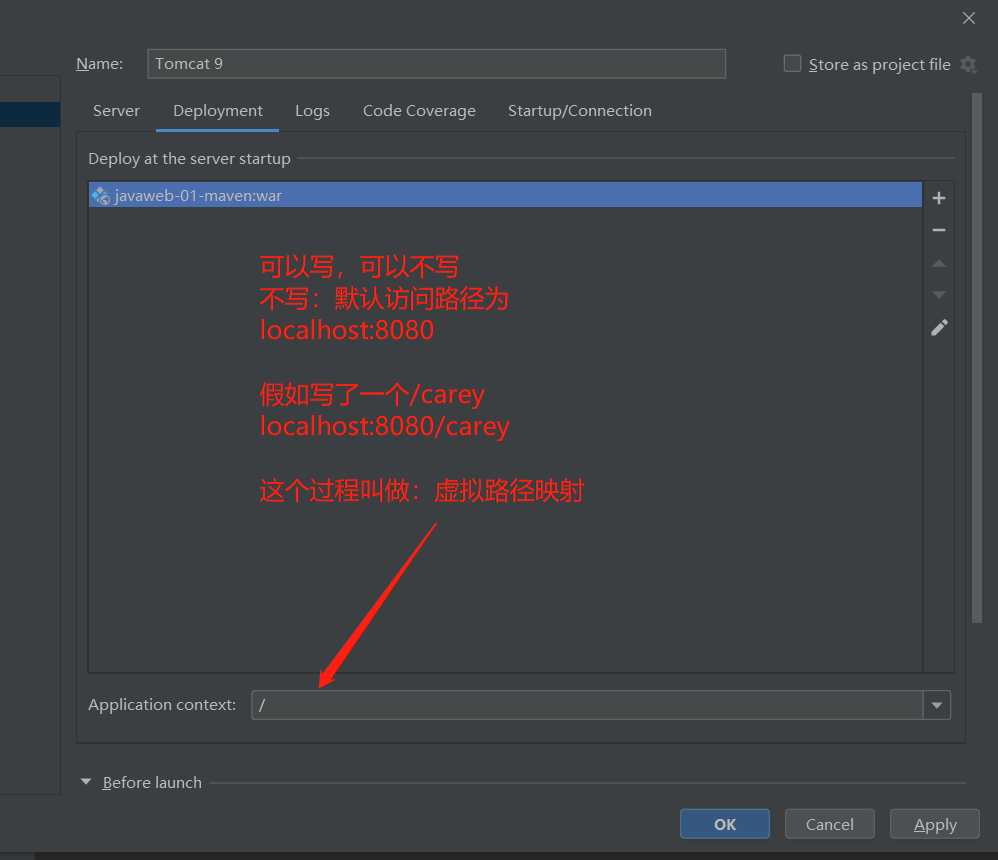 Name:
Tomcat 9
Store as project file
Server
Deployment
Logs
Code Coverage
Startup/Connection
Deploy at the server startup
javaweb-01-maven:war
可以写，可以不写
不写：默认访问路径为
localhost:8080
假如写了一个/carey
localhost:8080/carey
这个过程叫做：虚拟路径映射
Application context:
/
Before launch
OK
Cancel
Apply